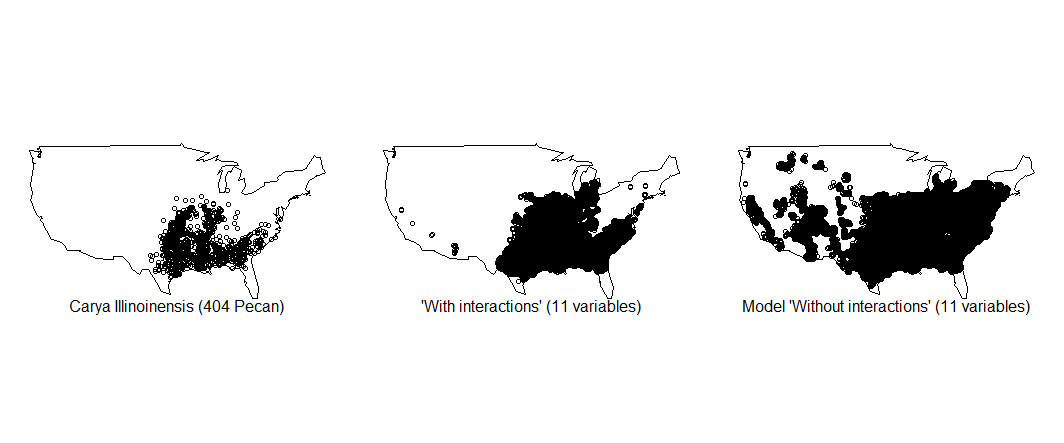 Carya Illinoinensis (404 Pecan)
'With interactions' (11 variables)
Model 'Without interactions' (11 variables)